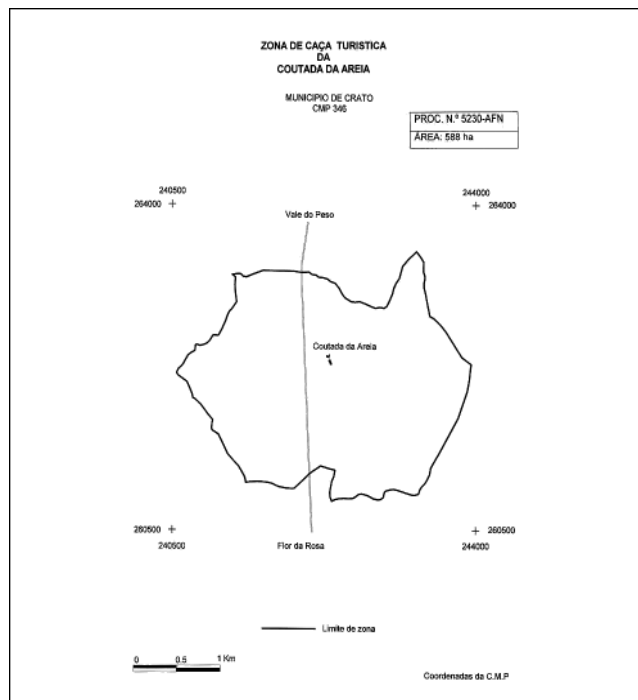 ZONA DE CAÇA TURISTICA
DA
COUTADA DA AREIA
MUNICIPIO DE CRATO
CMP 346
PROC. N.º 5230-AFN
ÁREA: 588 ha
240500
264000
244000
264000
Vale do Peso
Coutada da Areia
260500
240500
Flor da Rosa
260500
244000
Limite de zona
0 0.5 1 Km
Coordenadas da C.M.P